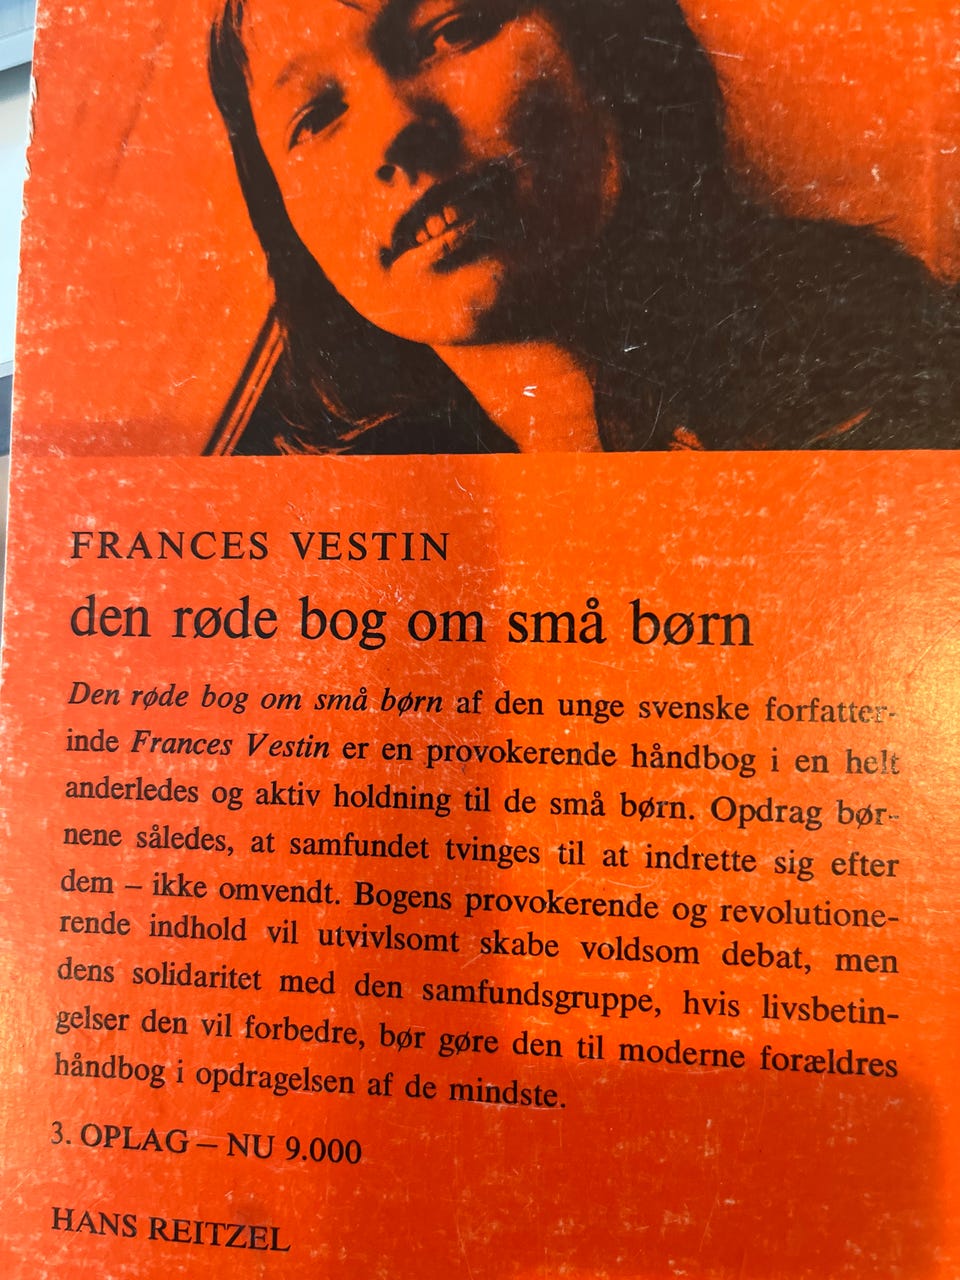 FRANCES VESTIN
den røde bog om små børn
Den røde bog om små børn af den unge svenske forfatter-
inde Frances Vestin er en provokerende håndbog i en helt
anderledes og aktiv holdning til de små børn. Opdrag bør-
nene således, at samfundet tvinges til at indrette sig efter
dem – ikke omvendt. Bogens provokerende og revolutione-
rende indhold vil utvivlsomt skabe voldsom debat, men
dens solidaritet med den samfundsgruppe, hvis livsbetin-
gelser den vil forbedre, bør gøre den til moderne forældres
håndbog i opdragelsen af de mindste.
3. OPLAG – NU 9.000
HANS REITZEL